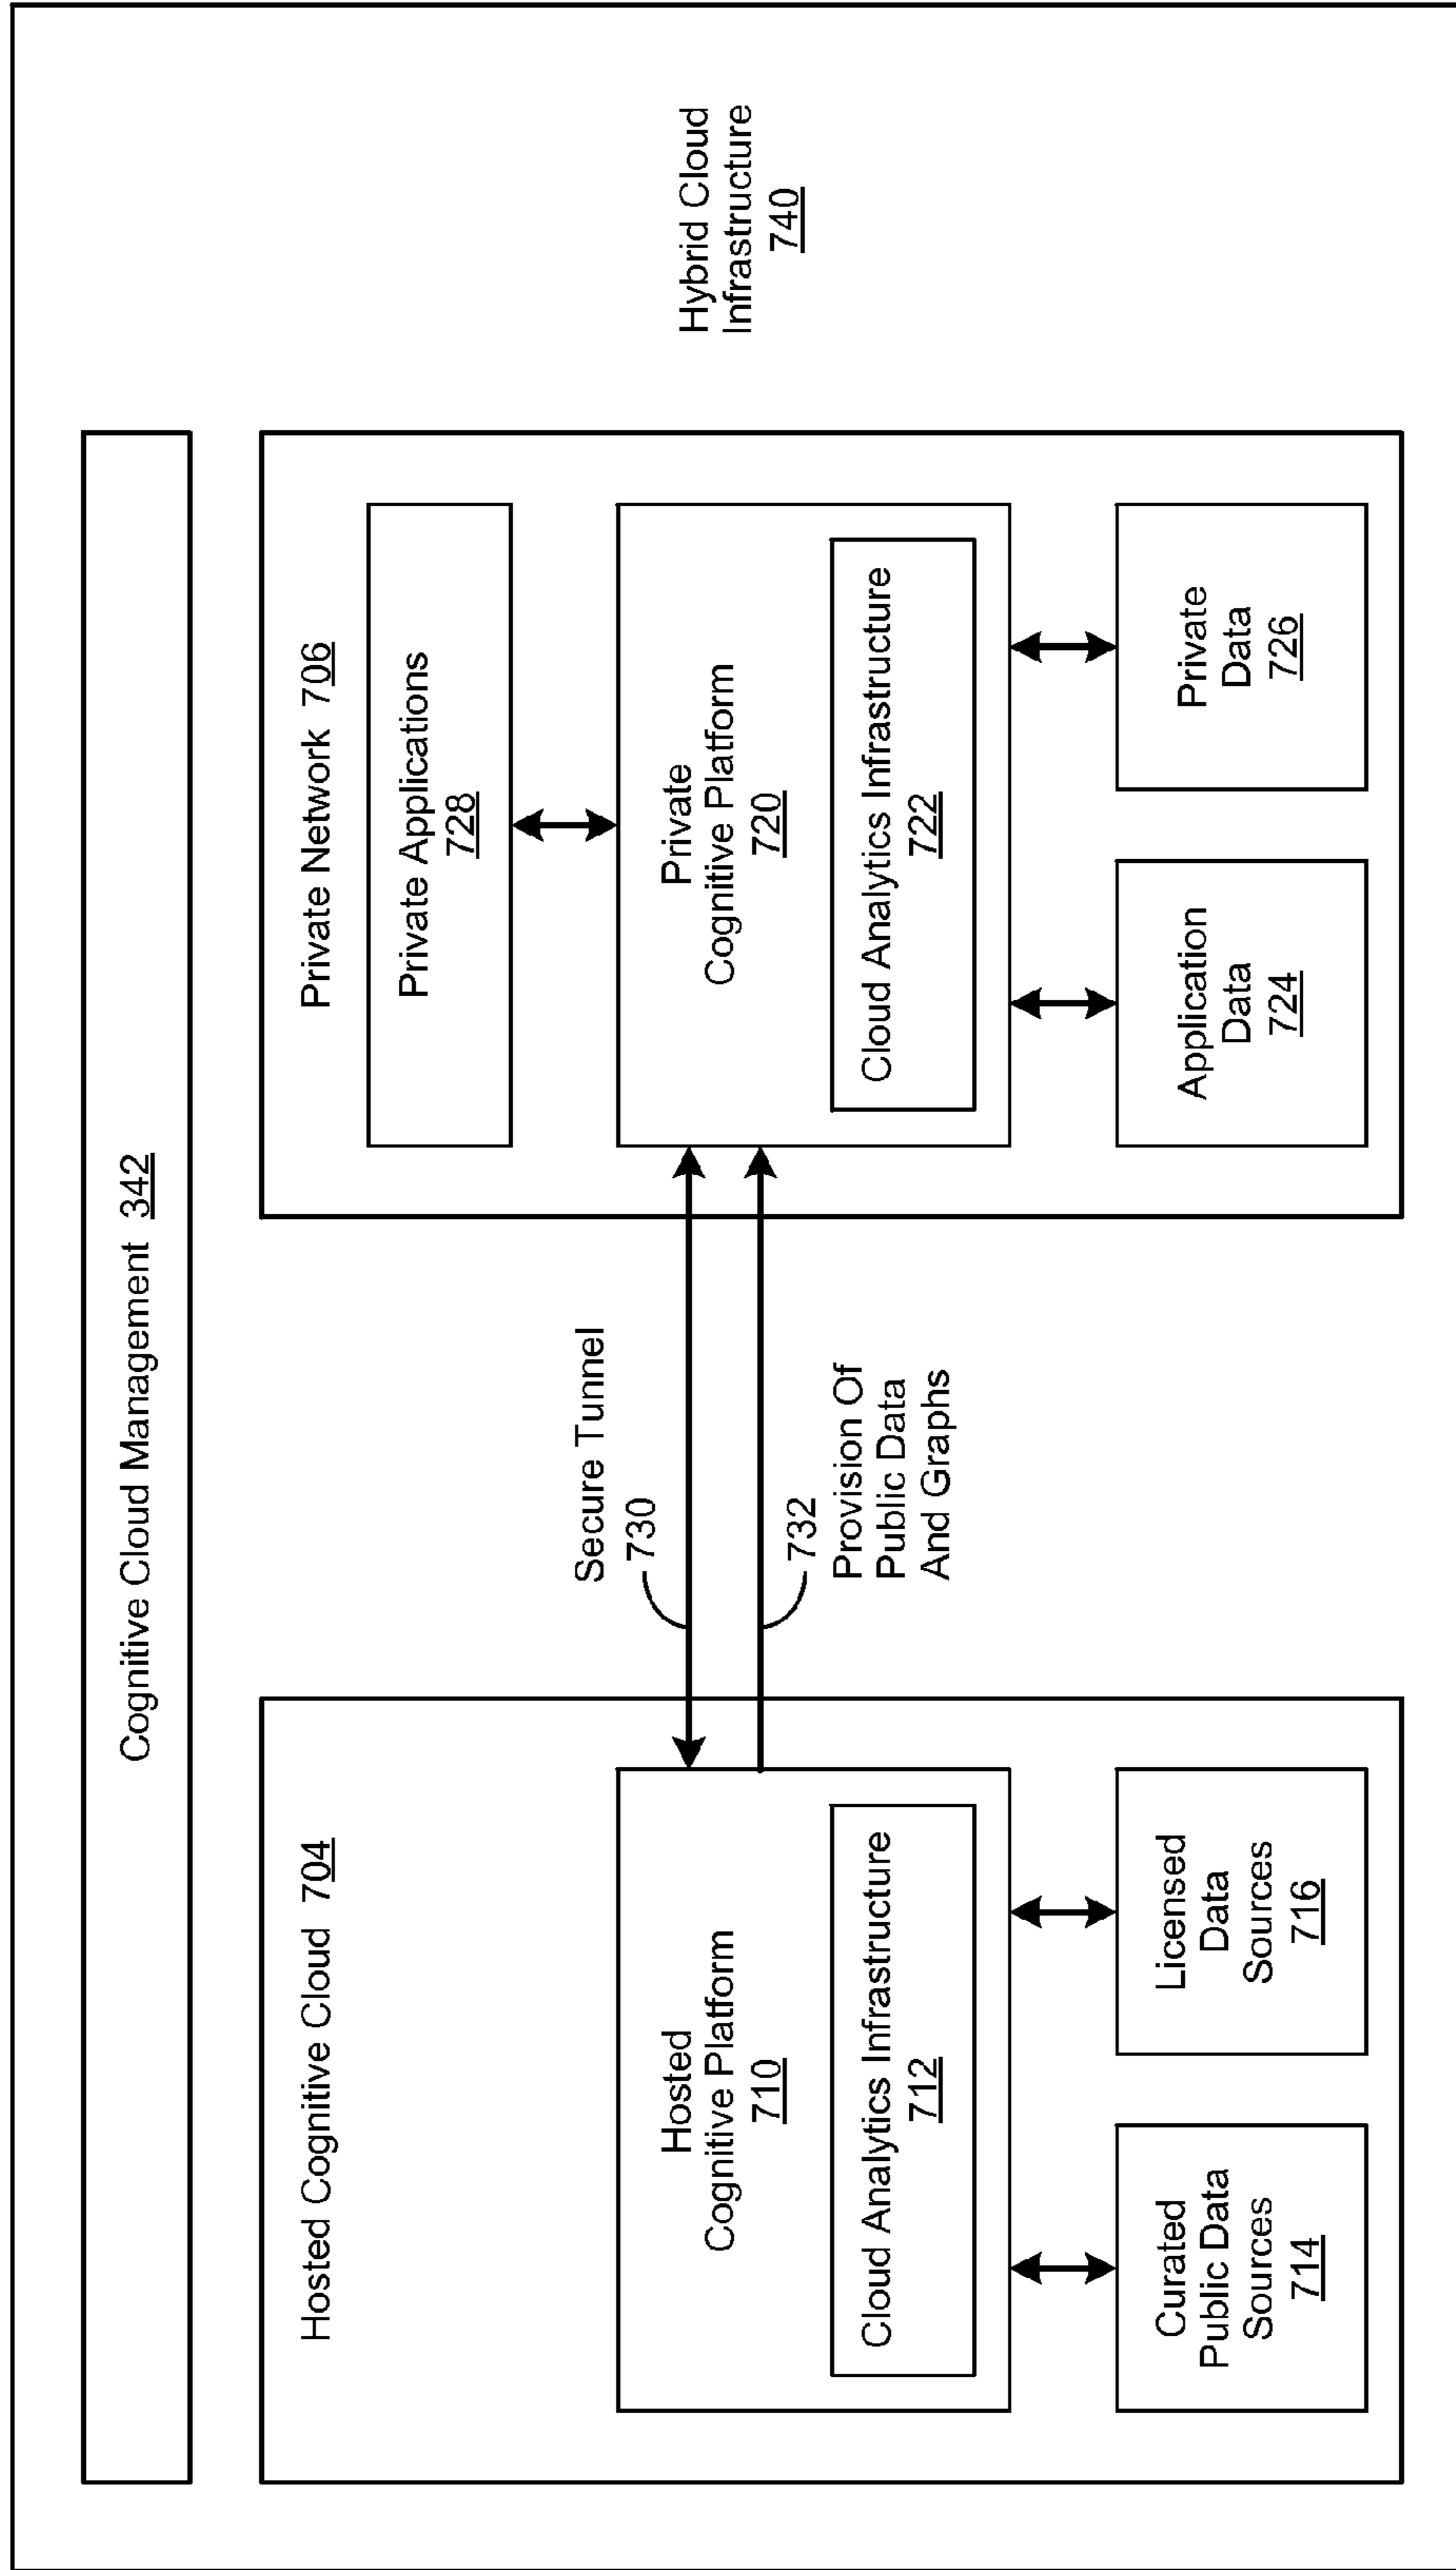 Cognitive Cloud Management 342
Hosted Cognitive Cloud 704
Hosted
Cognitive Platform
710
Cloud Analytics Infrastructure
712
Curated
Public Data
Sources
714
Licensed
Data
Sources
716
Secure Tunnel
730
732
Provision Of
Public Data
And Graphs
Private Network 706
Private Applications
728
Private
Cognitive Platform
720
Cloud Analytics Infrastructure
722
Application
Data
724
Private
Data
726
Hybrid Cloud
Infrastructure
740